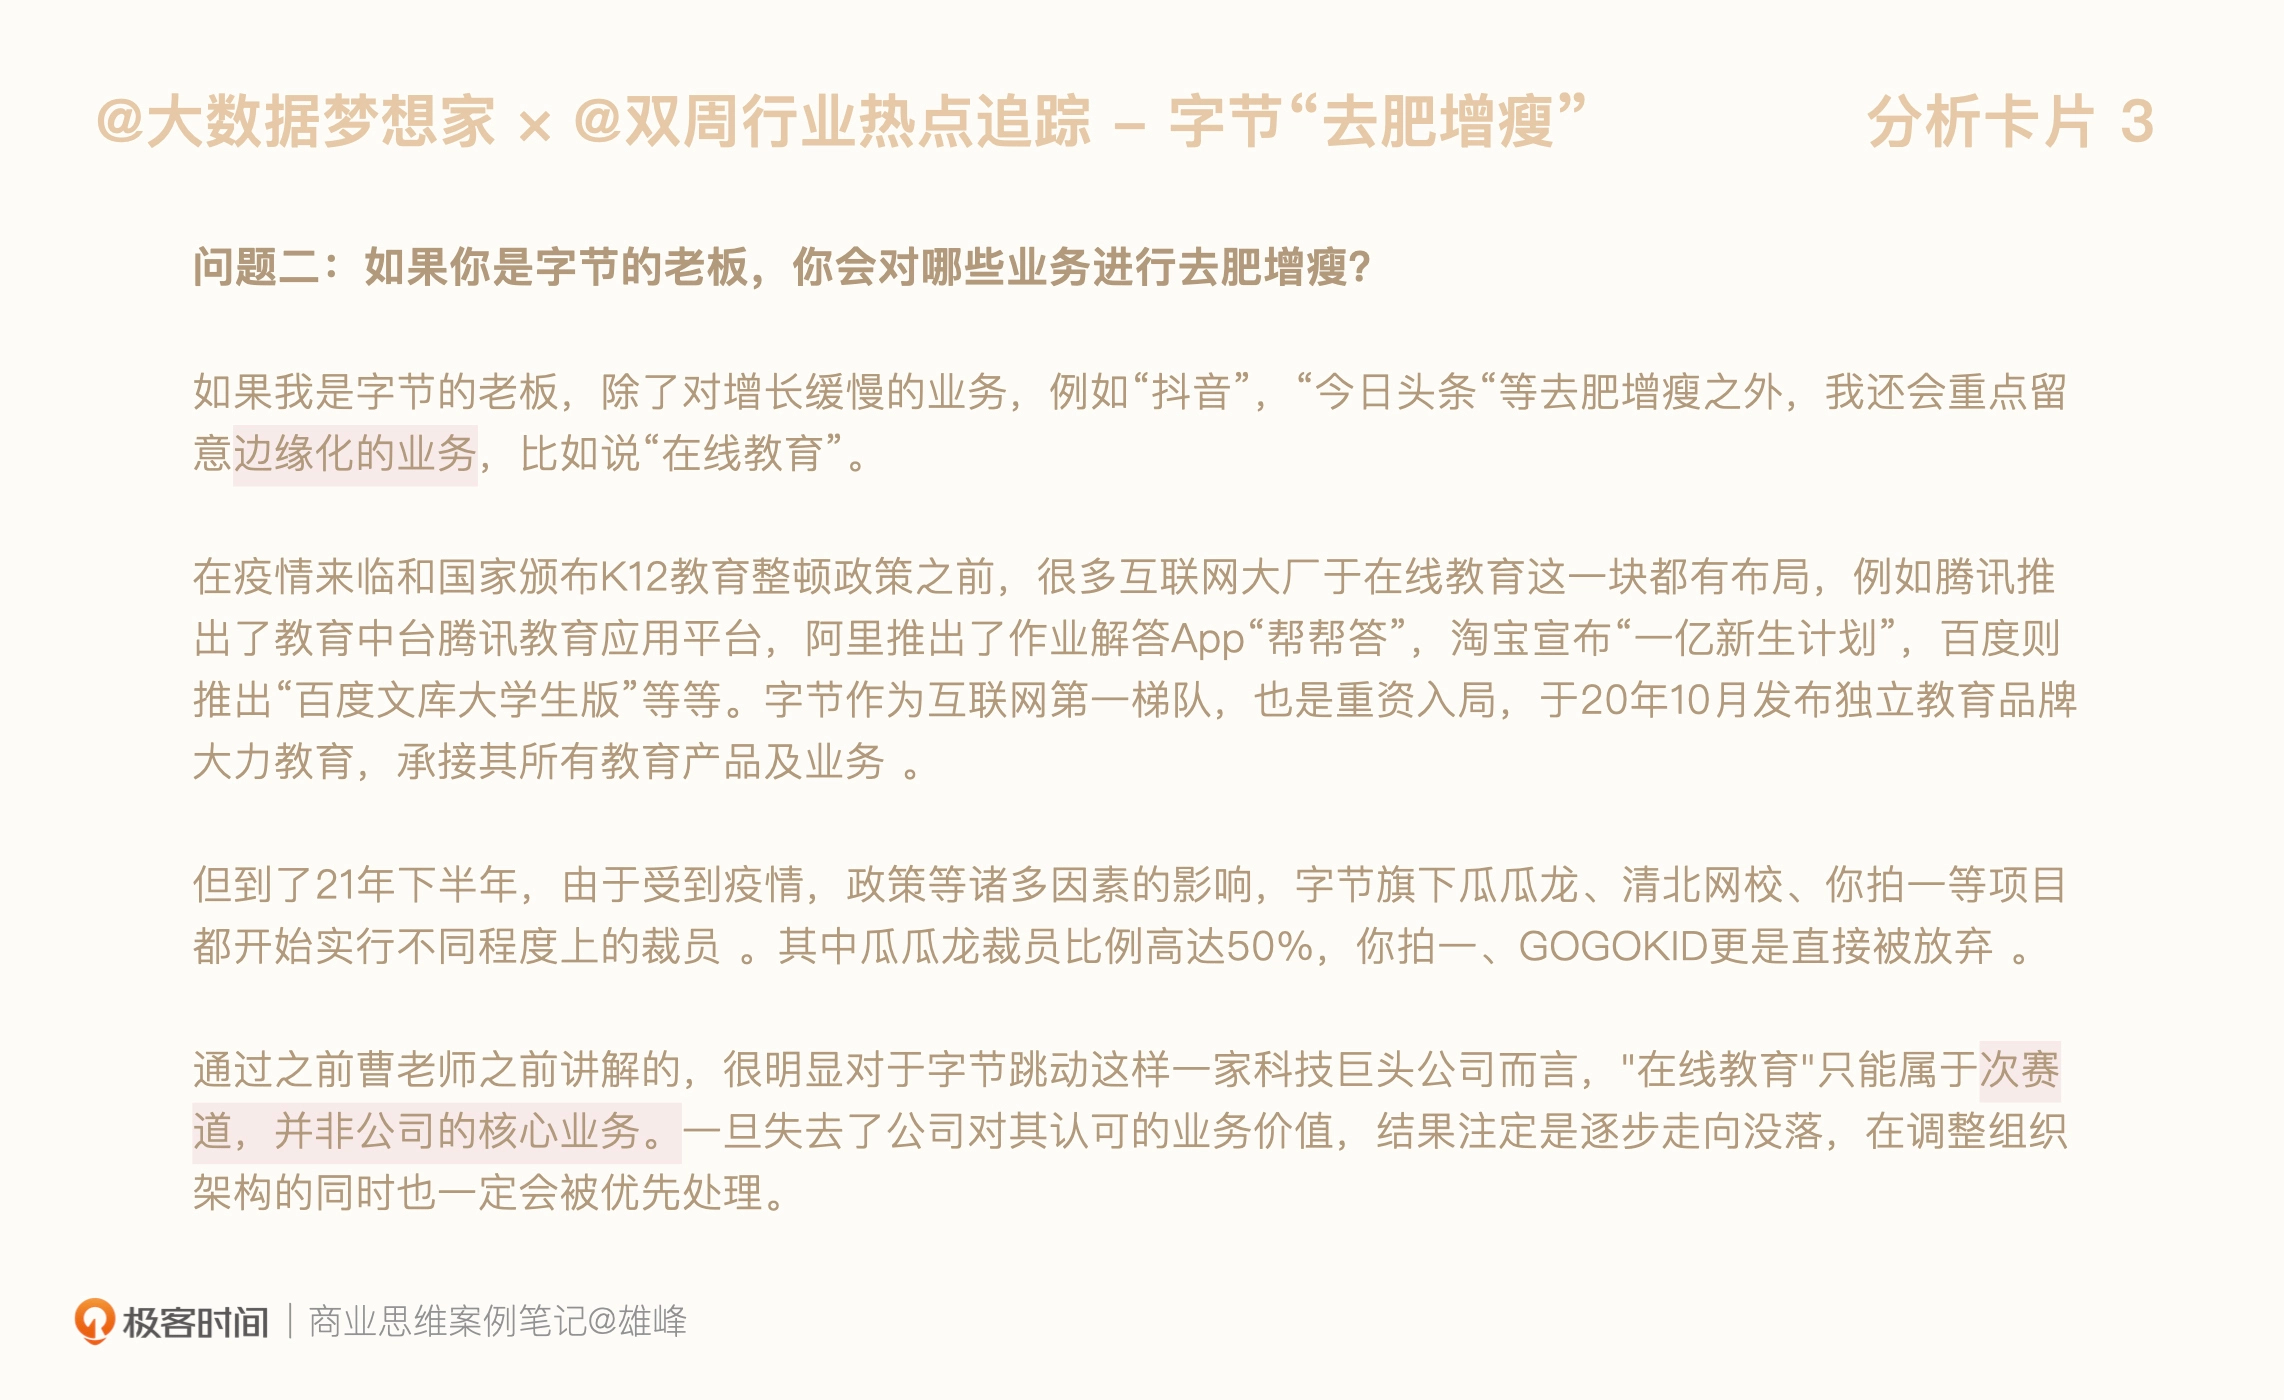 @大数据梦想家 × @双周行业热点追踪 – 字节“去肥增瘦”
分析卡片 3
问题二：如果你是字节的老板，你会对哪些业务进行去肥增瘦？
如果我是字节的老板，除了对增长缓慢的业务，例如“抖音”，“今日头条“等去肥增瘦之外，我还会重点留
意边缘化的业务，比如说“在线教育”。
在疫情来临和国家颁布K12教育整顿政策之前，很多互联网大厂于在线教育这一块都有布局，例如腾讯推
出了教育中台腾讯教育应用平台，阿里推出了作业解答App“帮帮答”，淘宝宣布“一亿新生计划”，百度则
推出“百度文库大学生版”等等。字节作为互联网第一梯队，也是重资入局，于20年10月发布独立教育品牌
大力教育，承接其所有教育产品及业务 。
但到了21年下半年，由于受到疫情，政策等诸多因素的影响，字节旗下瓜瓜龙、清北网校、你拍一等项目
都开始实行不同程度上的裁员 。其中瓜瓜龙裁员比例高达50%，你拍一、GOGOKID更是直接被放弃 。
通过之前曹老师之前讲解的，很明显对于字节跳动这样一家科技巨头公司而言，"在线教育"只能属于次赛
道，并非公司的核心业务。一旦失去了公司对其认可的业务价值，结果注定是逐步走向没落，在调整组织
架构的同时也一定会被优先处理。
极客时间 | 商业思维案例笔记@雄峰